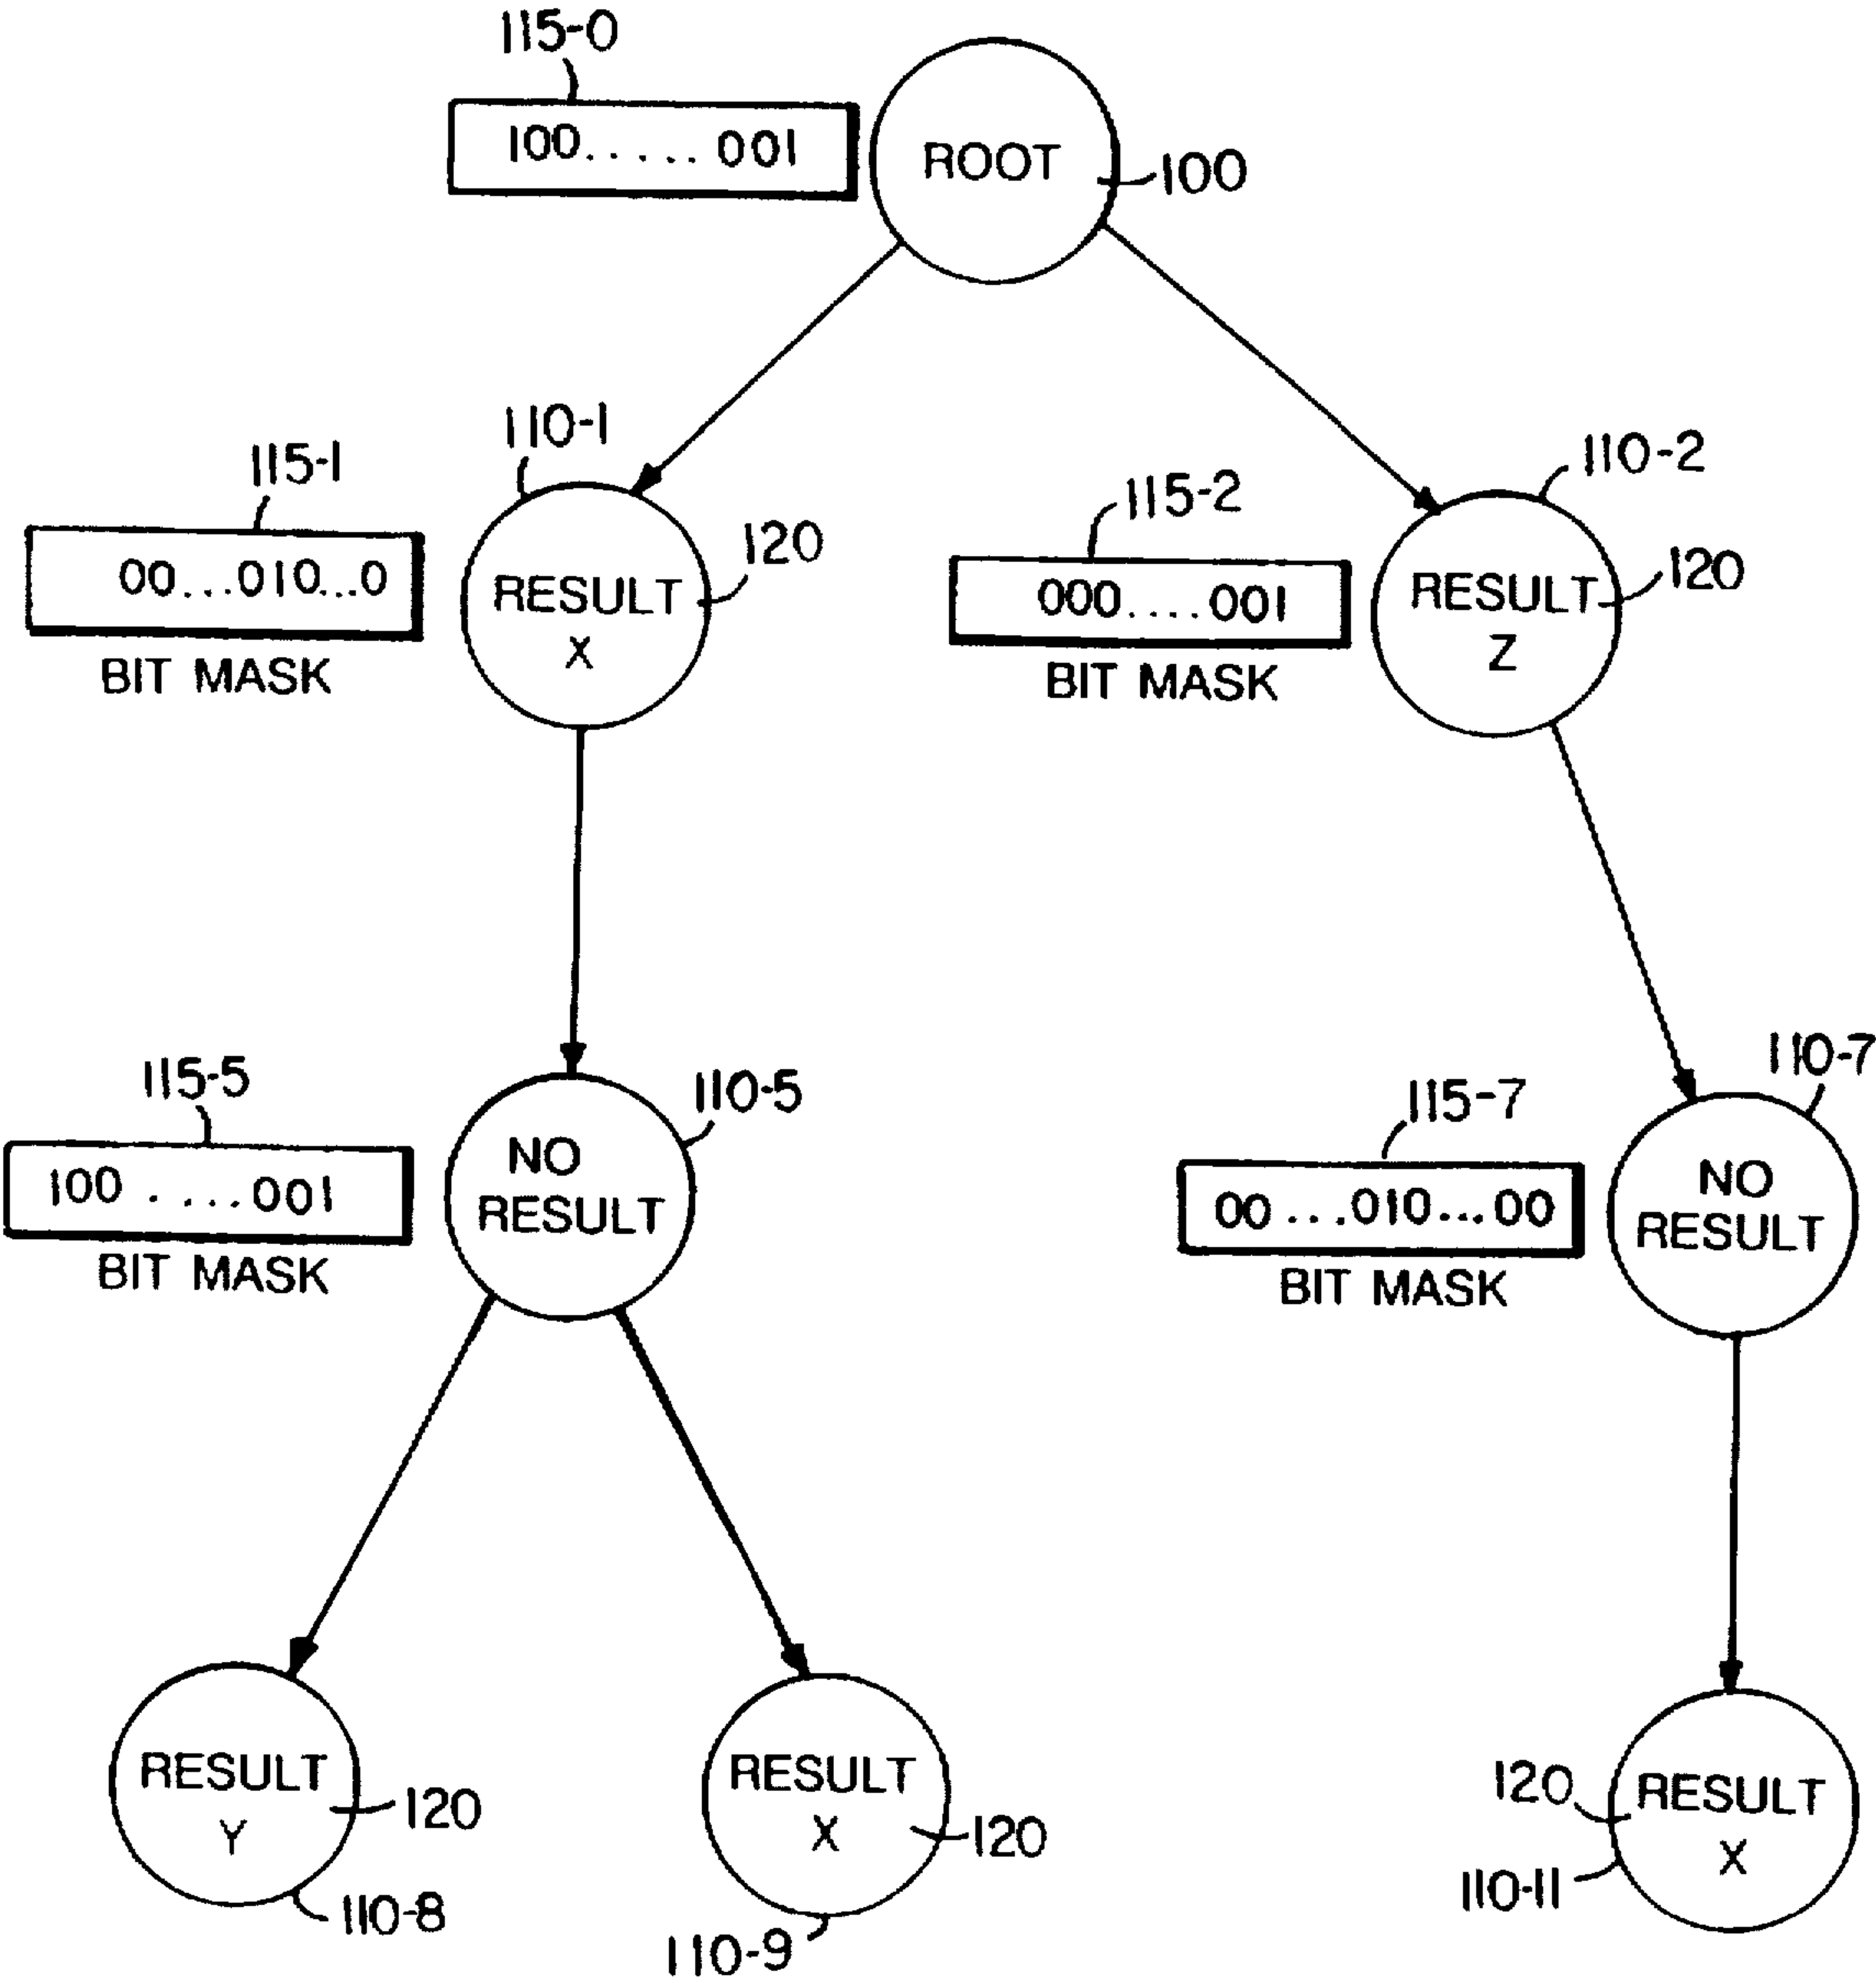 115-0
100.....001
ROOT
100
110-1
115-1
00...010...0
BIT MASK
RESULT
X
120
115-2
000....001
BIT MASK
110-2
RESULT
Z
120
115-5
100.....001
BIT MASK
110-5
NO
RESULT
115-7
00...010...00
BIT MASK
110-7
NO
RESULT
RESULT
Y
120
110-8
RESULT
X
120
110-9
120
RESULT
X
110-11